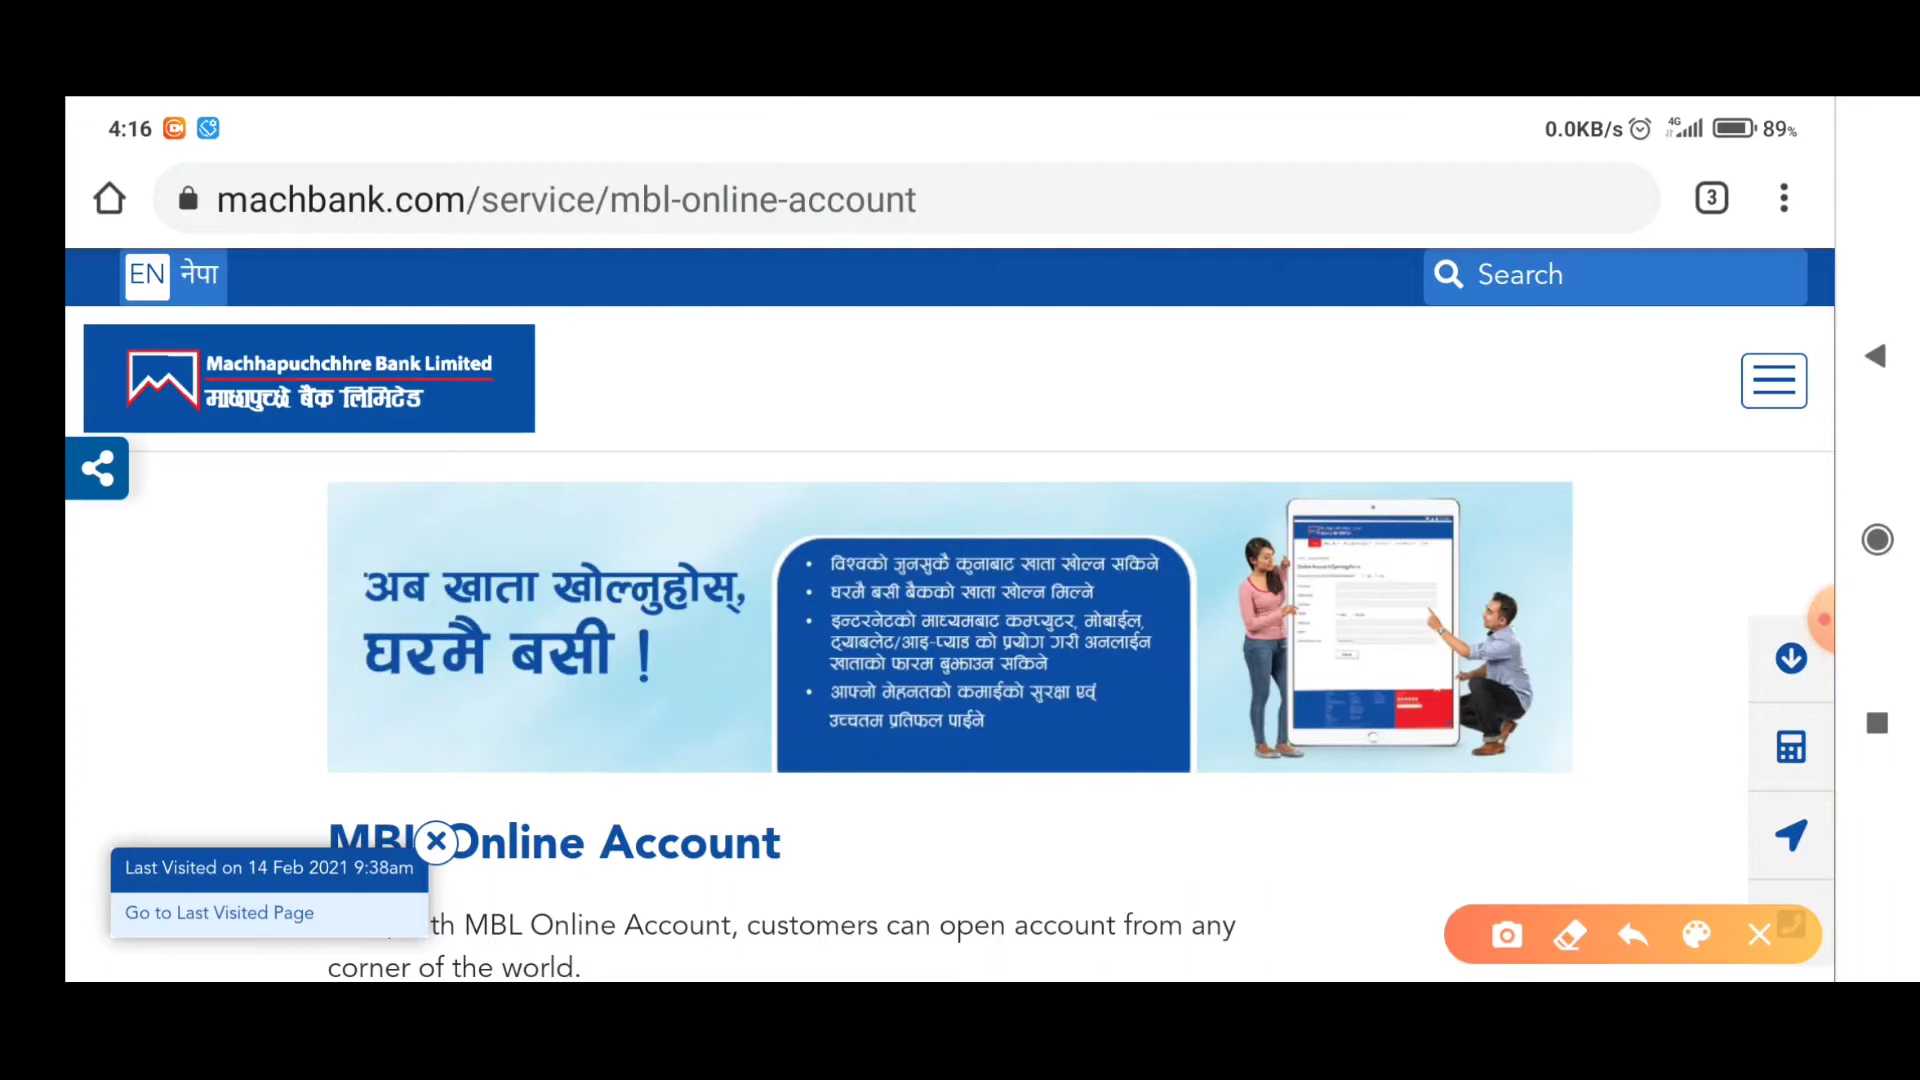 4:16
0.0KB/s 4G 89%
machbank.com/service/mbl-online-account
3
EN नेपा
Search
Machhapuchchhre Bank Limited
माछापुच्छ्रे बैंक लिमिटेड
अब खाता खोल्नुहोस्,
घरमै बसी !
• विश्वको जुनसुकै कुनाबाट खाता खोल्न सकिने
• घरमै बसी बैंकको खाता खोल्न मिल्ने
• इन्टरनेटको माध्यमबाट कम्प्युटर, मोबाईल,
ट्याबलेट/आइ-प्याड को प्रयोग गरी अनलाईन
खाताको फारम बुझाउन सकिने
• आफ्नो मेहनतको कमाईको सुरक्षा एवं
उच्चतम प्रतिफल पाईने
MBL Online Account
Last Visited on 14 Feb 2021 9:38am
Go to Last Visited Page
th MBL Online Account, customers can open account from any
corner of the world.